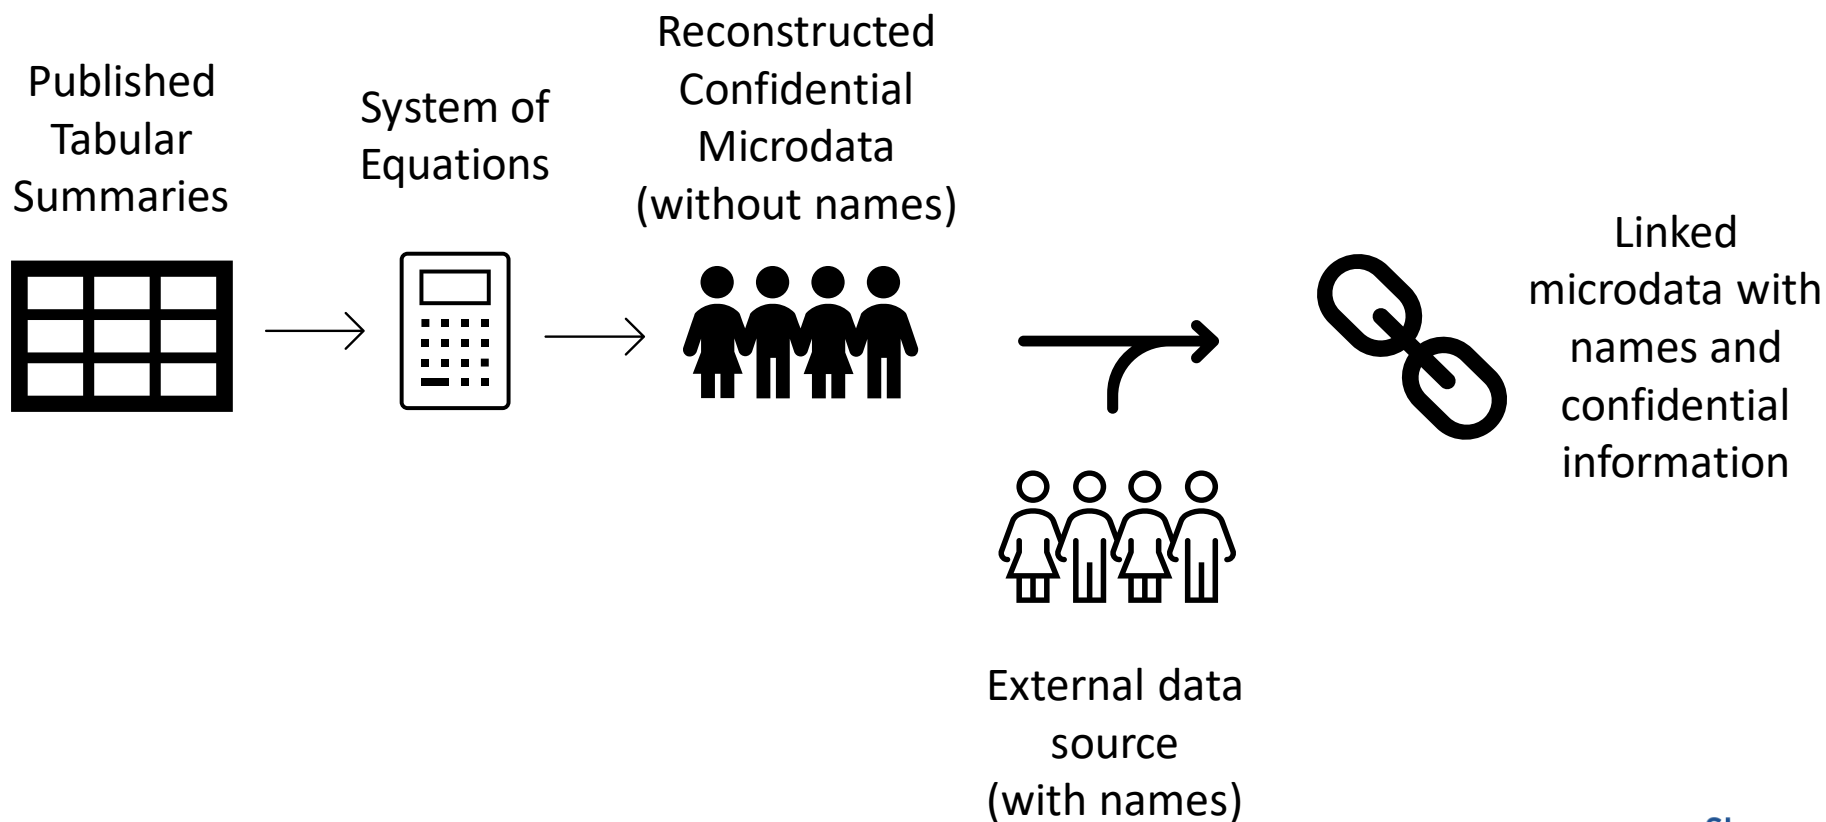 Published
Tabular
Summaries
System of
Equations
Reconstructed
Confidential
Microdata
(without names)
External data
source
(with names)
Linked
microdata with
names and
confidential
information